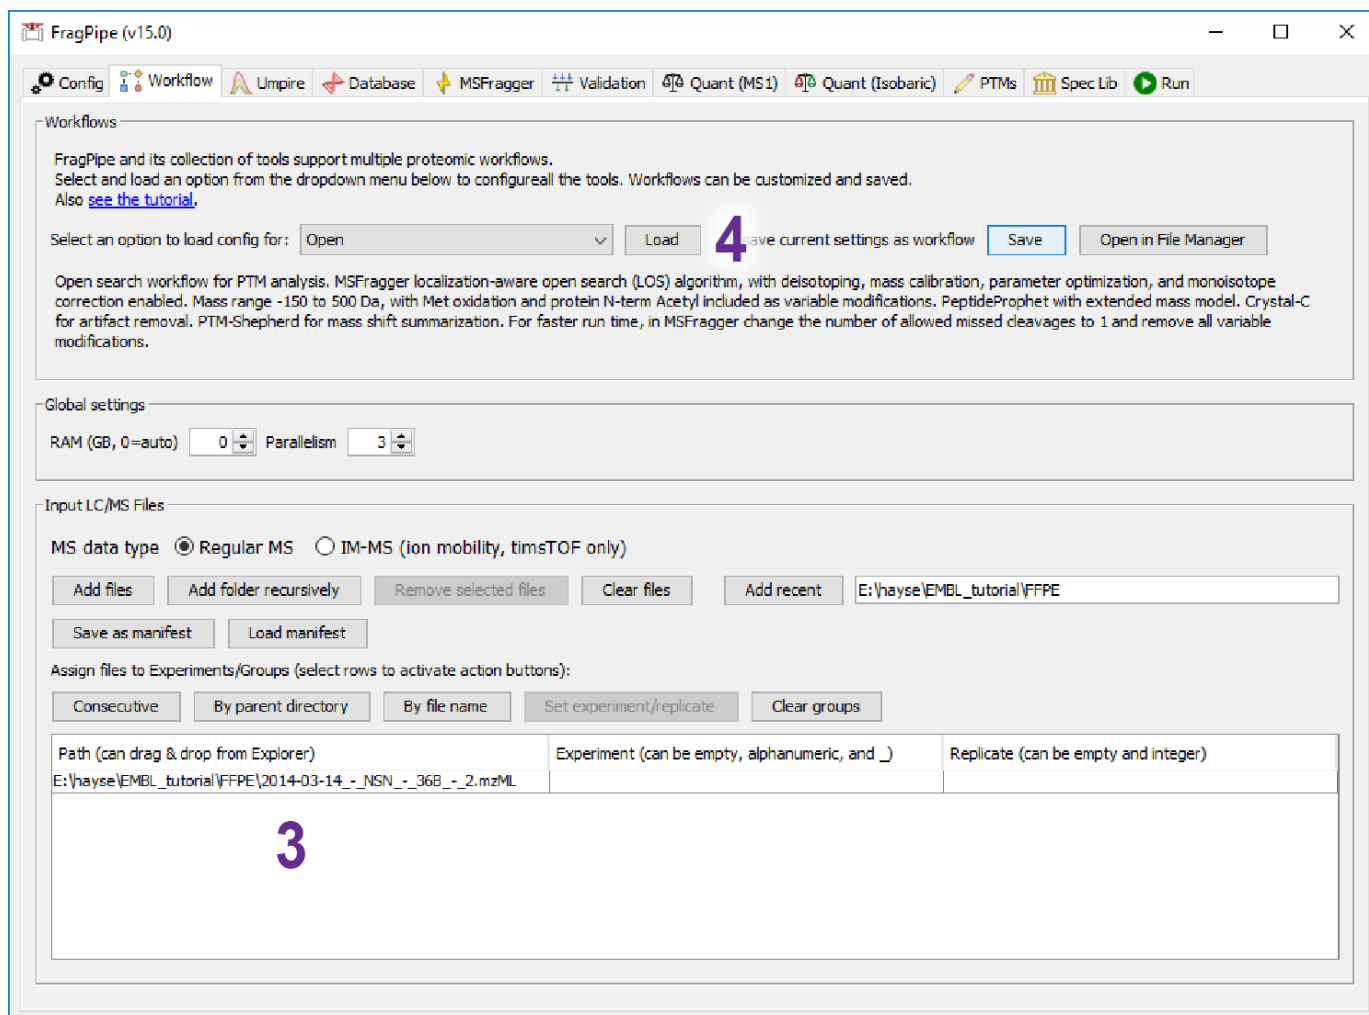 FragPipe (v15.0)
Config Workflow Umpire Database MSFragger Validation Quant (MS1) Quant (Isobaric) PTMs Spec Lib Run
Workflows
FragPipe and its collection of tools support multiple proteomic workflows.
Select and load an option from the dropdown menu below to configureall the tools. Workflows can be customized and saved.
Also see the tutorial.
Select an option to load config for: Open Load 4 save current settings as workflow Save Open in File Manager
Open search workflow for PTM analysis. MSFragger localization-aware open search (LOS) algorithm, with deisotoping, mass calibration, parameter optimization, and monoisotope
correction enabled. Mass range -150 to 500 Da, with Met oxidation and protein N-term Acetyl included as variable modifications. PeptideProphet with extended mass model. Crystal-C
for artifact removal. PTM-Shepherd for mass shift summarization. For faster run time, in MSFragger change the number of allowed missed cleavages to 1 and remove all variable
modifications.
Global settings
RAM (GB, 0=auto) 0 Parallelism 3
Input LC/MS Files
MS data type Regular MS IM-MS (ion mobility, timsTOF only)
Add files Add folder recursively Remove selected files Clear files Add recent E:\hayse\EMBL_tutorial\FFPE
Save as manifest Load manifest
Assign files to Experiments/Groups (select rows to activate action buttons):
Consecutive By parent directory By file name Set experiment/replicate Clear groups
Path (can drag & drop from Explorer) Experiment (can be empty, alphanumeric, and _) Replicate (can be empty and integer)
E:\hayse\EMBL_tutorial\FFPE\2014-03-14_-_NSN_-_36B_-_2.mzML
3